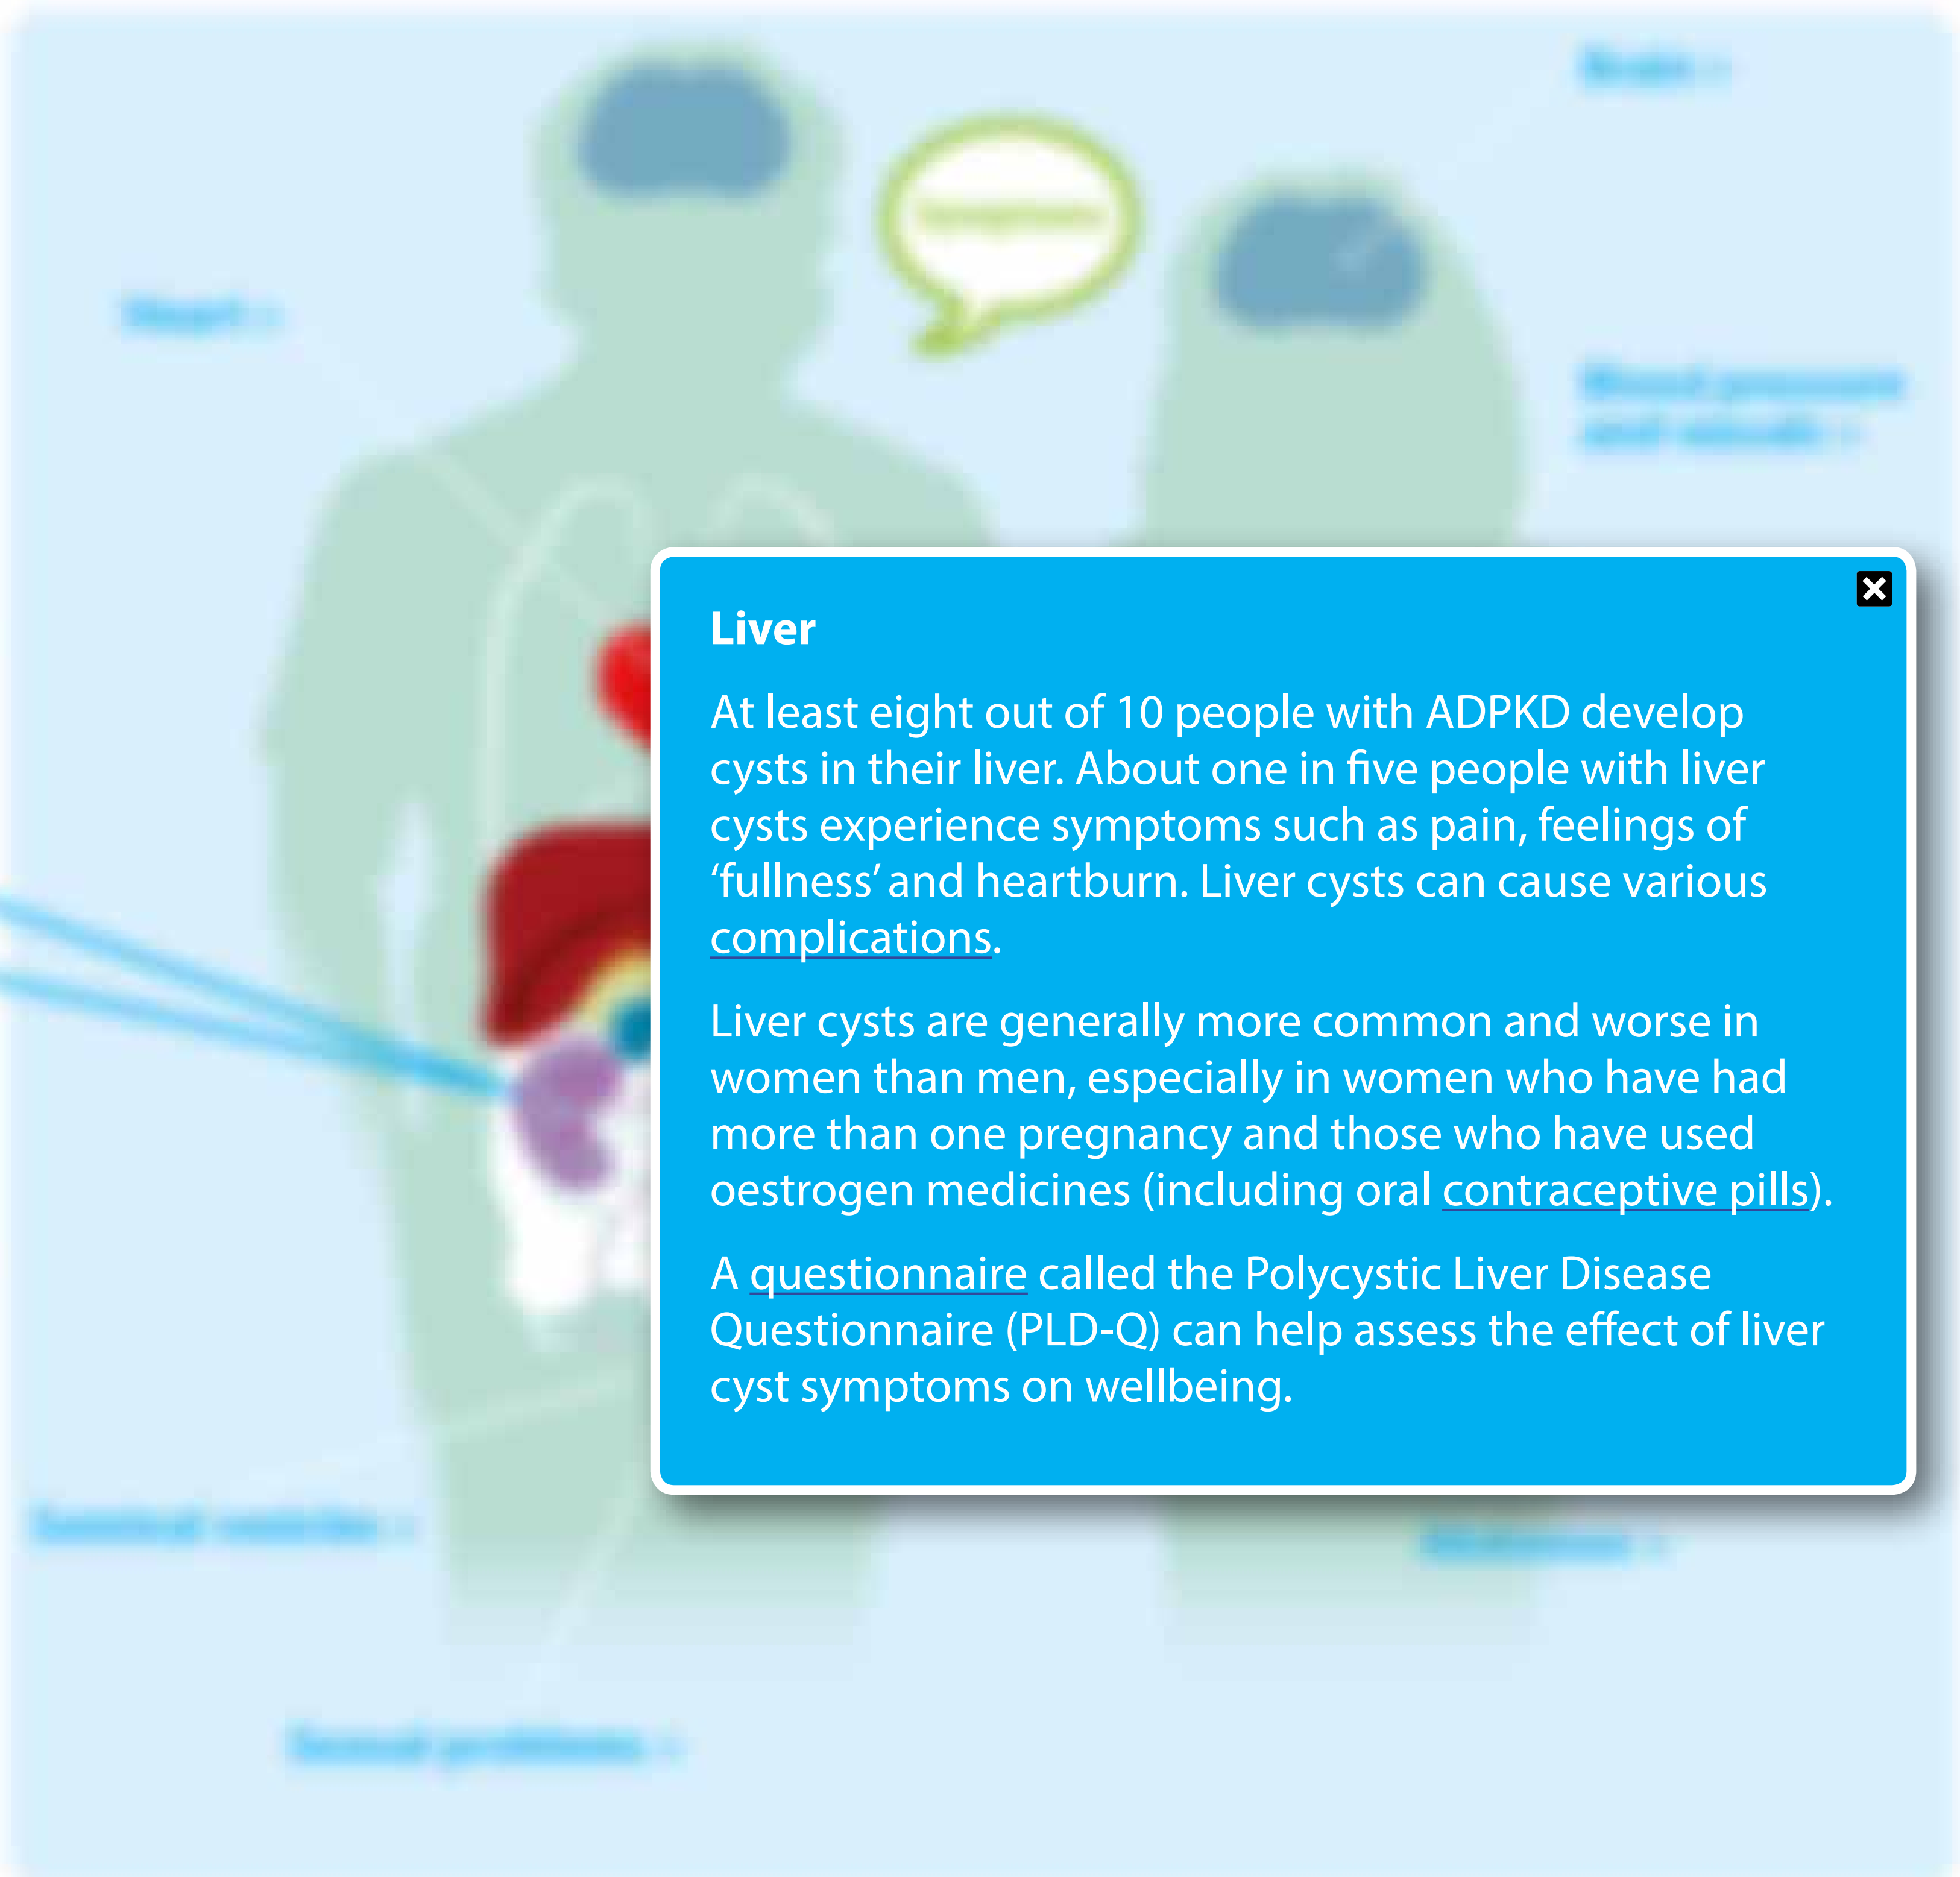 Liver
At least eight out of 10 people with ADPKD develop
cysts in their liver. About one in five people with liver
cysts experience symptoms such as pain, feelings of
‘fullness’ and heartburn. Liver cysts can cause various
complications.
Liver cysts are generally more common and worse in
women than men, especially in women who have had
more than one pregnancy and those who have used
oestrogen medicines (including oral contraceptive pills).
A questionnaire called the Polycystic Liver Disease
Questionnaire (PLD-Q) can help assess the effect of liver
cyst symptoms on wellbeing.